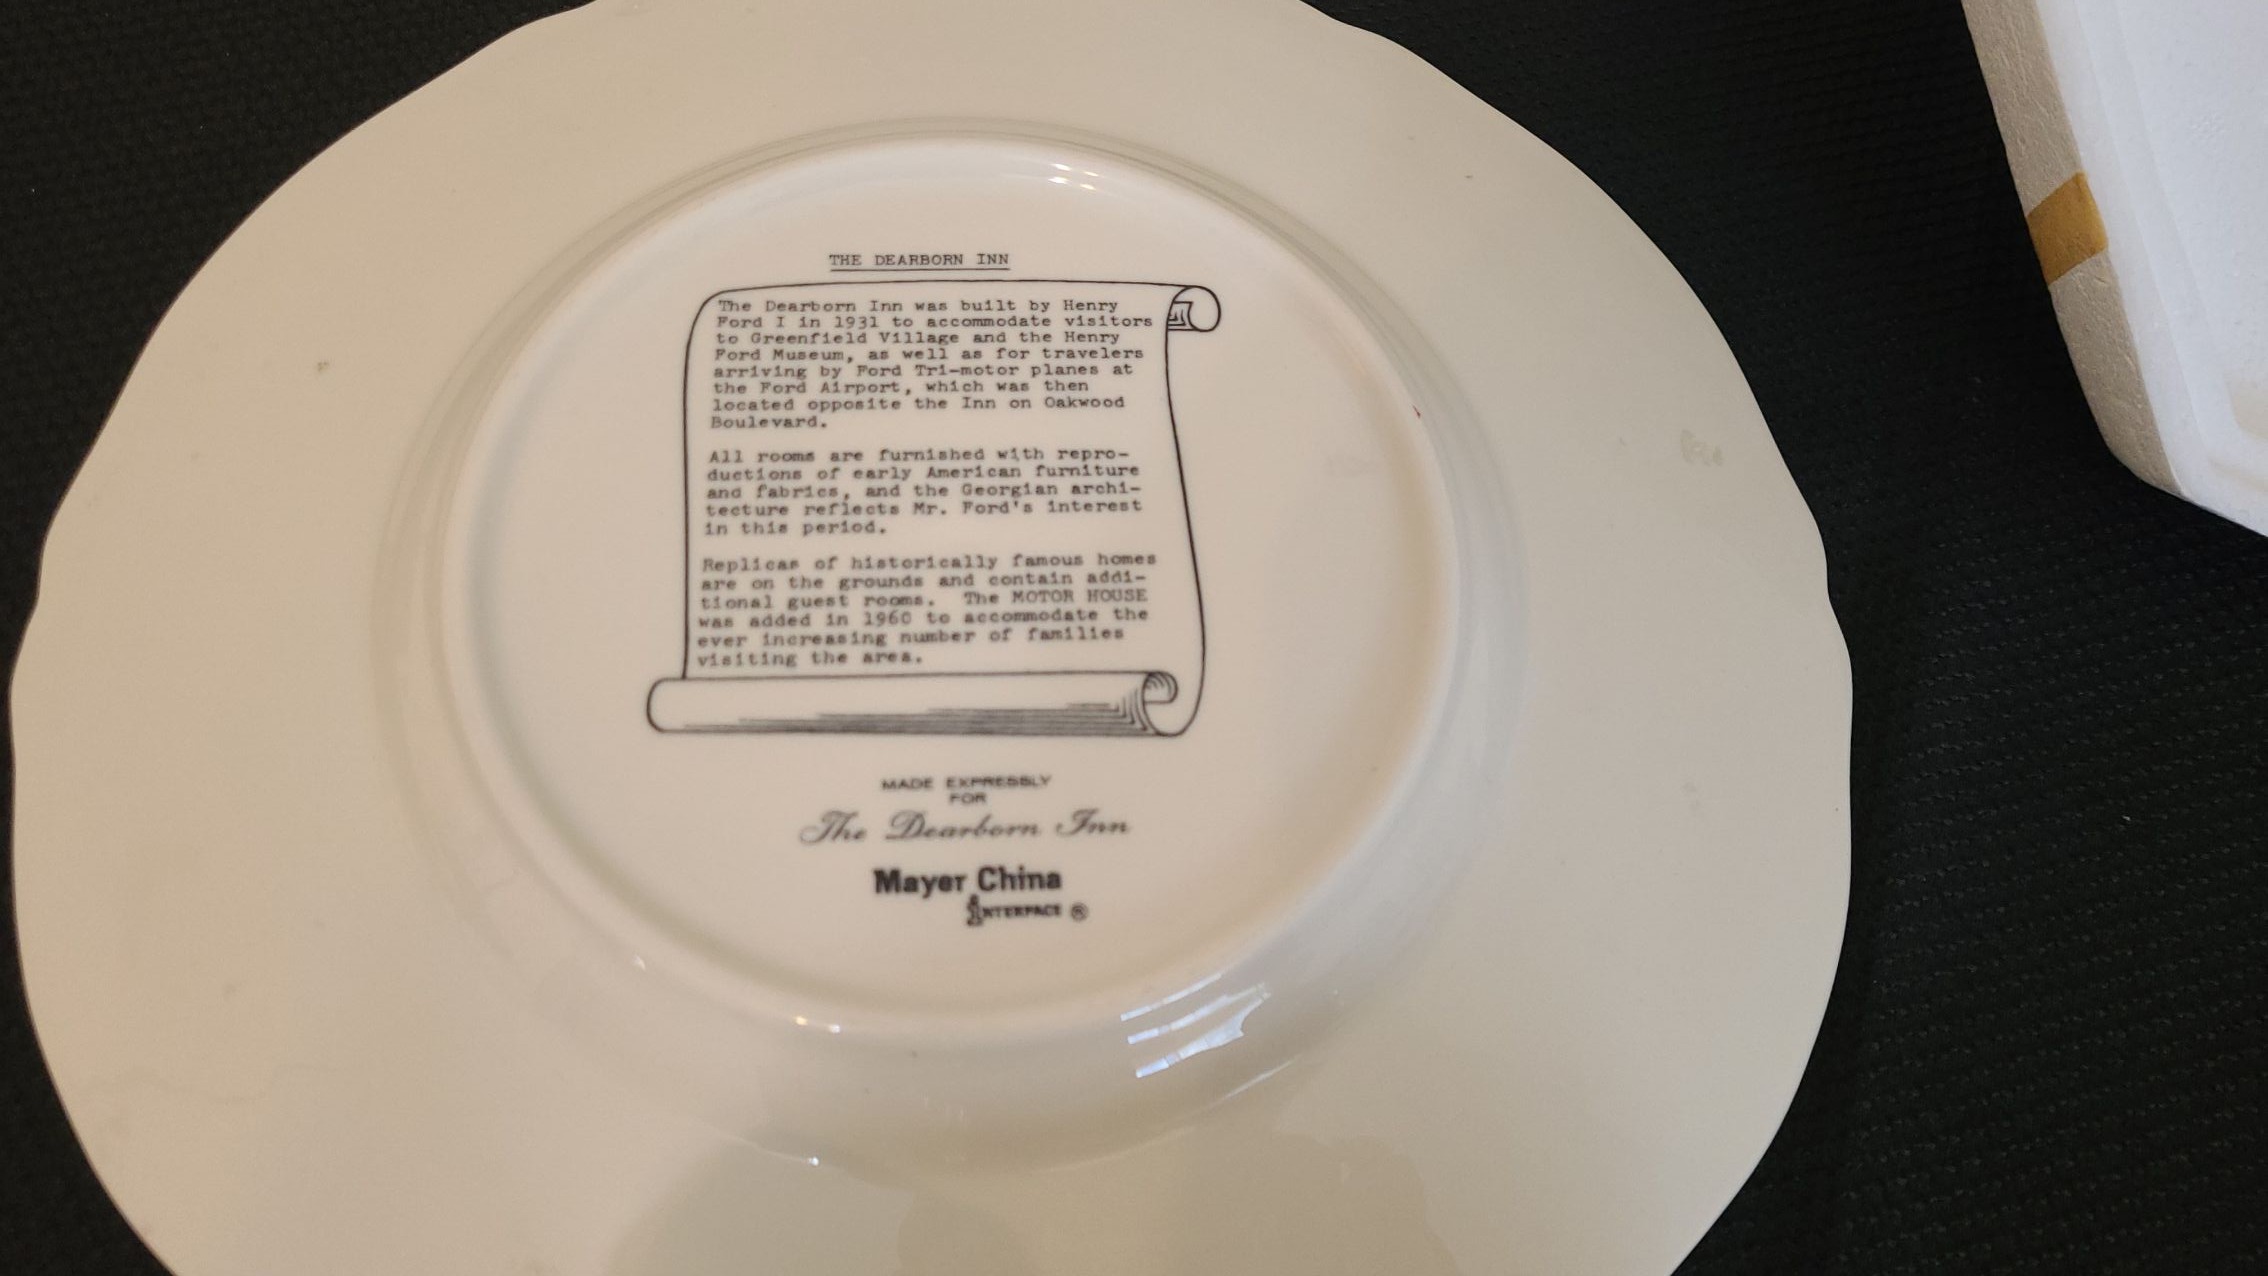 THE DEARBORN INN
The Dearborn Inn was built by Henry
Ford I in 1931 to accommodate visitors
to Greenfield Village and the Henry
Ford Museum, as well as for travelers
arriving by Ford Tri-motor planes at
the Ford Airport, which was then
located opposite the Inn on Oakwood
Boulevard.
All rooms are furnished with repro-
ductions of early American furniture
and fabrics, and the Georgian archi-
tecture reflects Mr. Ford's interest
in this period.
Replicas of historically famous homes
are on the grounds and contain addi-
tional guest rooms. The MOTOR HOUSE
was added in 1960 to accommodate the
ever increasing number of families
visiting the area.
MADE EXPRESSLY
FOR
The Dearborn Inn
Mayer China
INTERPACE ®